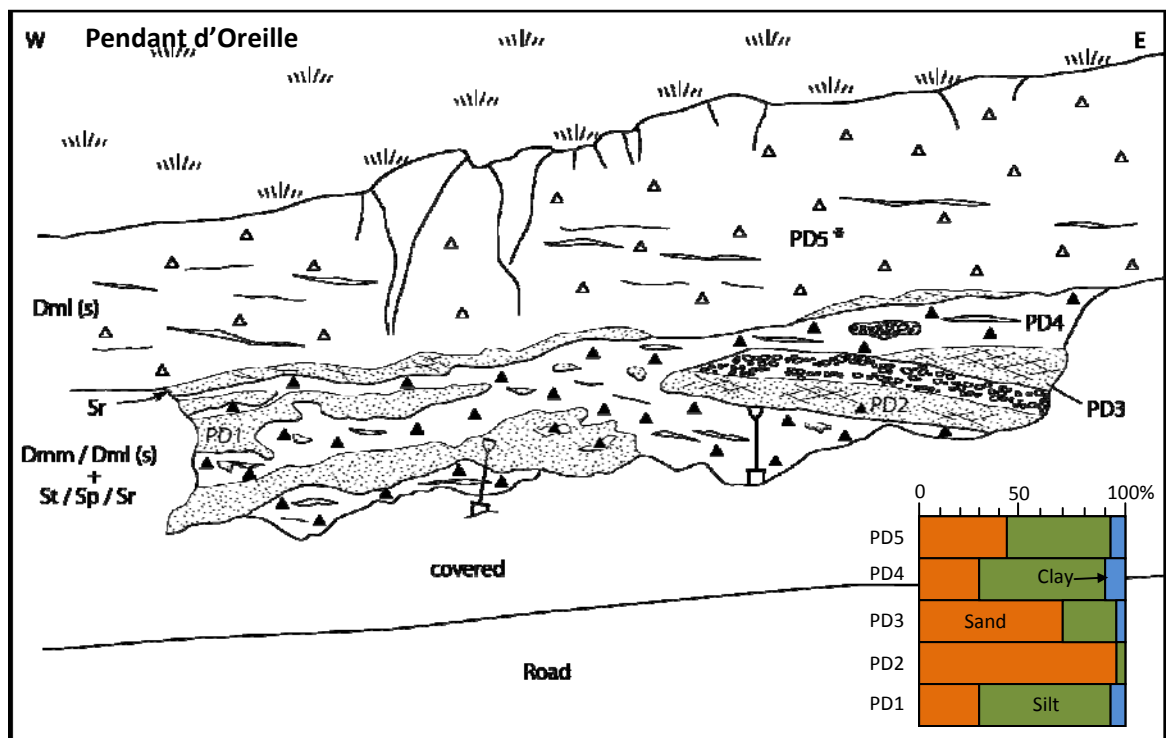 W Pendant d'Oreille E
PD5*
Dml (s)
PD4
Sr
PD1
PD2
PD3
Dmm / Dml (s)
+
St / Sp / Sr
covered
Road
0 50 100%
PD5
PD4 Clay
PD3 Sand
PD2
PD1 Silt